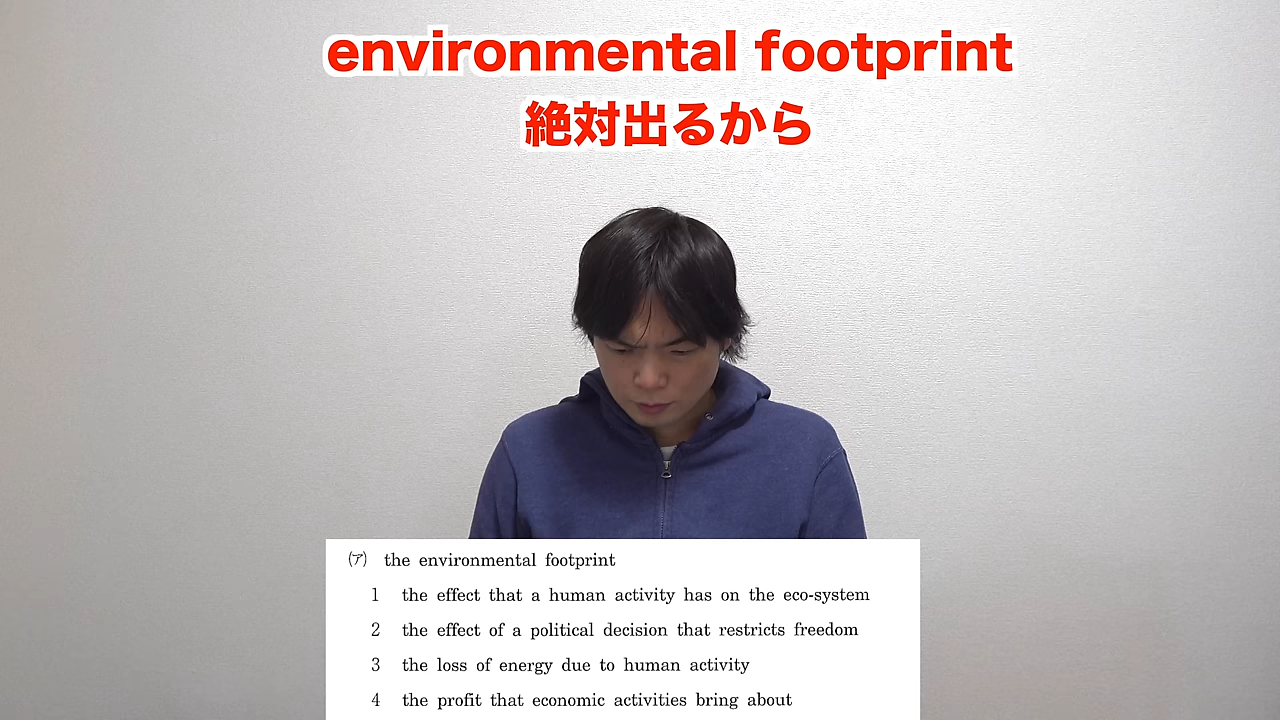 environmental footprint
絶対出るから
(ア) the environmental footprint
1 the effect that a human activity has on the eco-system
2 the effect of a political decision that restricts freedom
3 the loss of energy due to human activity
4 the profit that economic activities bring about